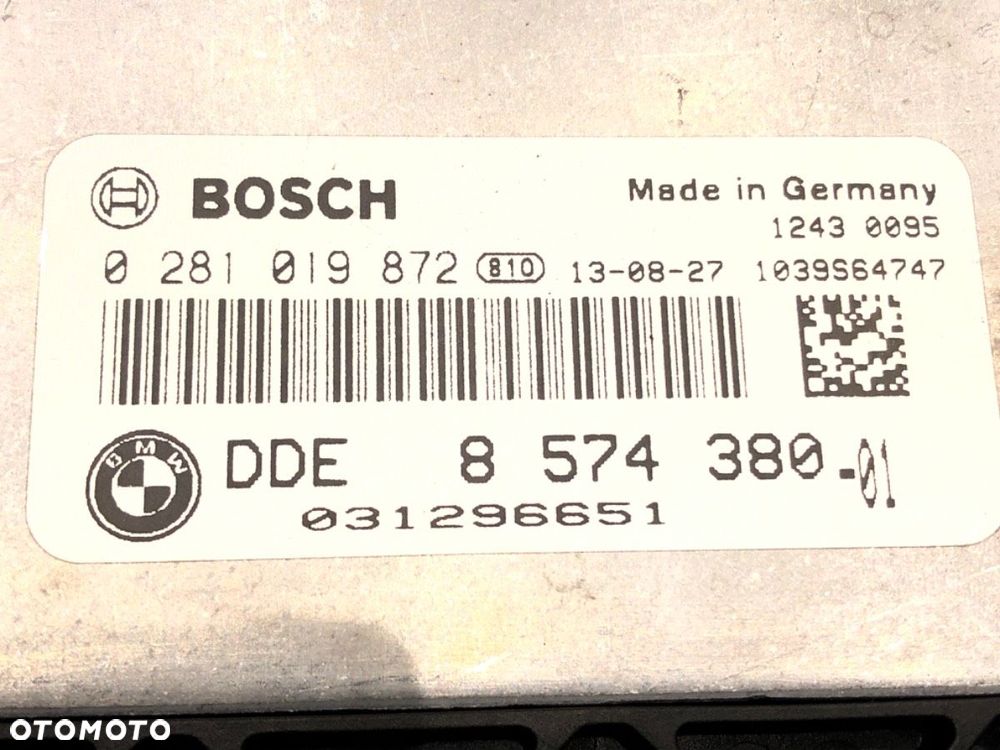 BOSCH
Made in Germany
1243 0095
0 281 019 872 810 13-08-27 1039S64747
BMW
DDE 8 574 380-01
031296651
OTOMOTO